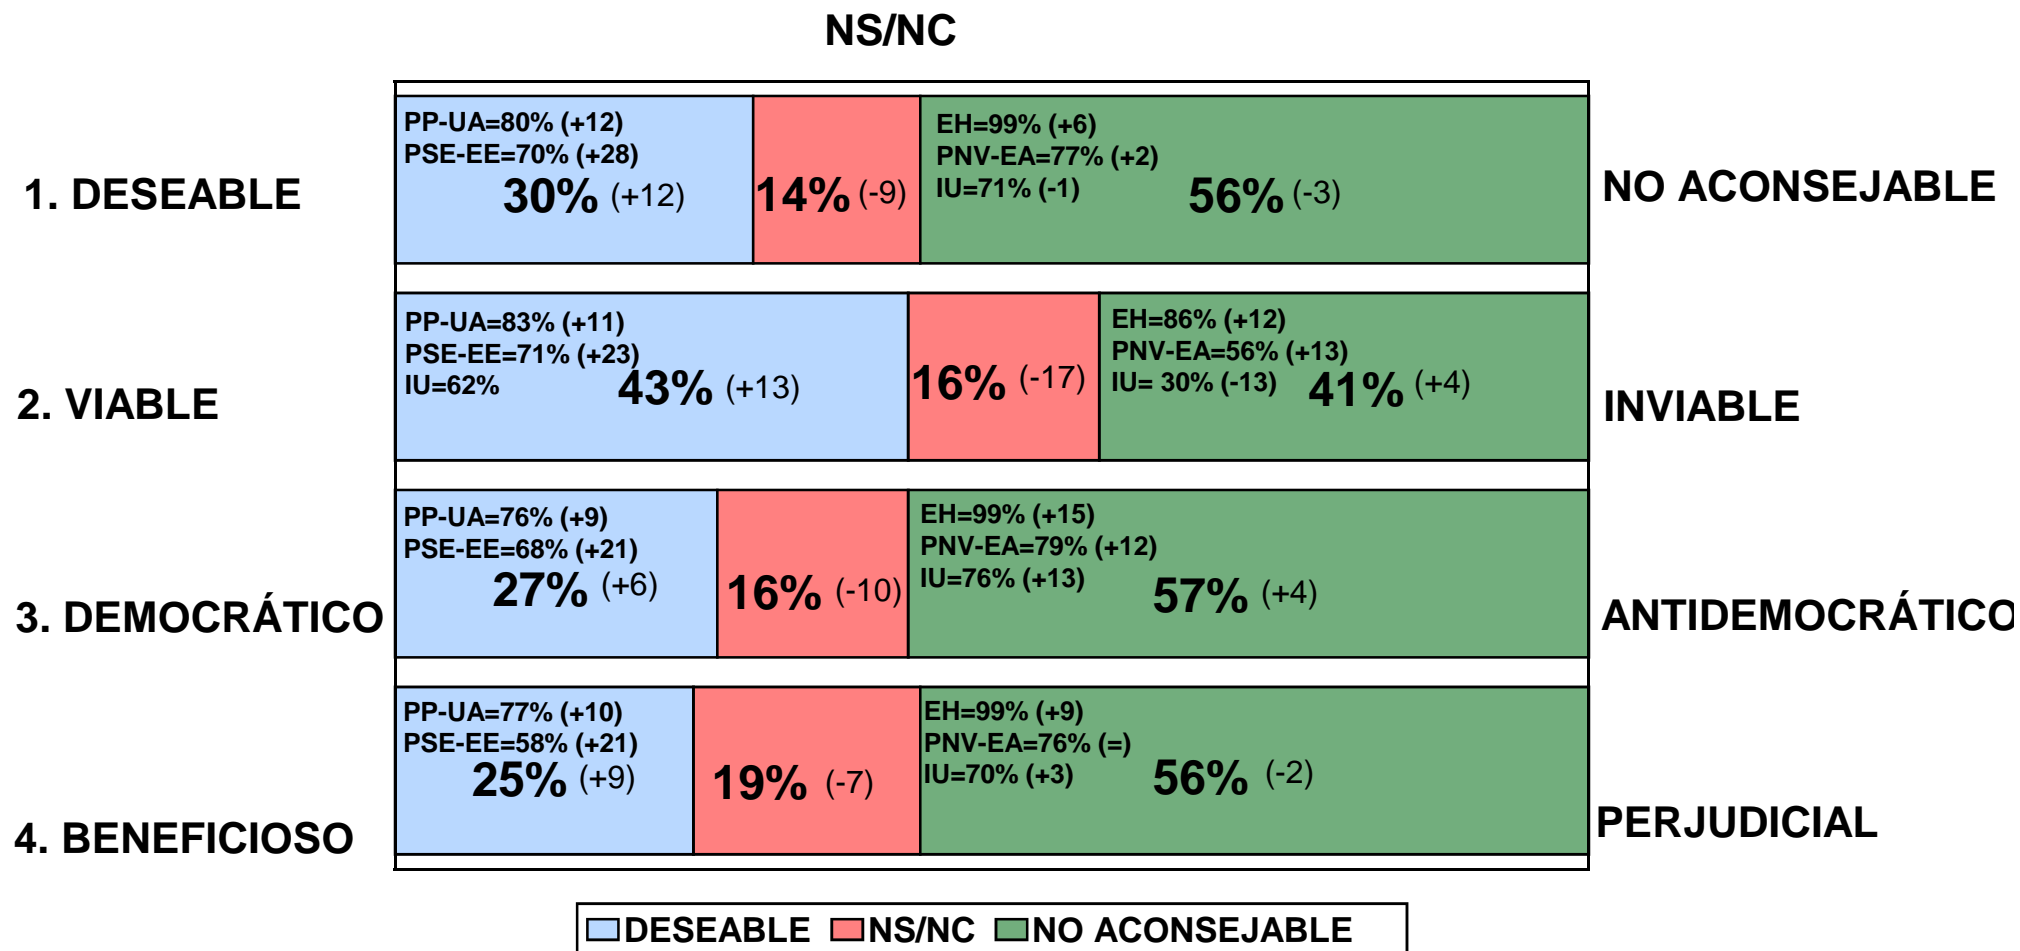 NS/NC
1. DESEABLE
PP-UA=80% (+12)
PSE-EE=70% (+28)
30% (+12)
14% (-9)
EH=99% (+6)
PNV-EA=77% (+2)
IU=71% (-1)
56% (-3)
NO ACONSEJABLE
2. VIABLE
PP-UA=83% (+11)
PSE-EE=71% (+23)
IU=62%
43% (+13)
16% (-17)
EH=86% (+12)
PNV-EA=56% (+13)
IU= 30% (-13)
41% (+4)
INVIABLE
3. DEMOCRÁTICO
PP-UA=76% (+9)
PSE-EE=68% (+21)
27% (+6)
16% (-10)
EH=99% (+15)
PNV-EA=79% (+12)
IU=76% (+13)
57% (+4)
ANTIDEMOCRÁTICO
4. BENEFICIOSO
PP-UA=77% (+10)
PSE-EE=58% (+21)
25% (+9)
19% (-7)
EH=99% (+9)
PNV-EA=76% (=)
IU=70% (+3)
56% (-2)
PERJUDICIAL
DESEABLE NS/NC NO ACONSEJABLE